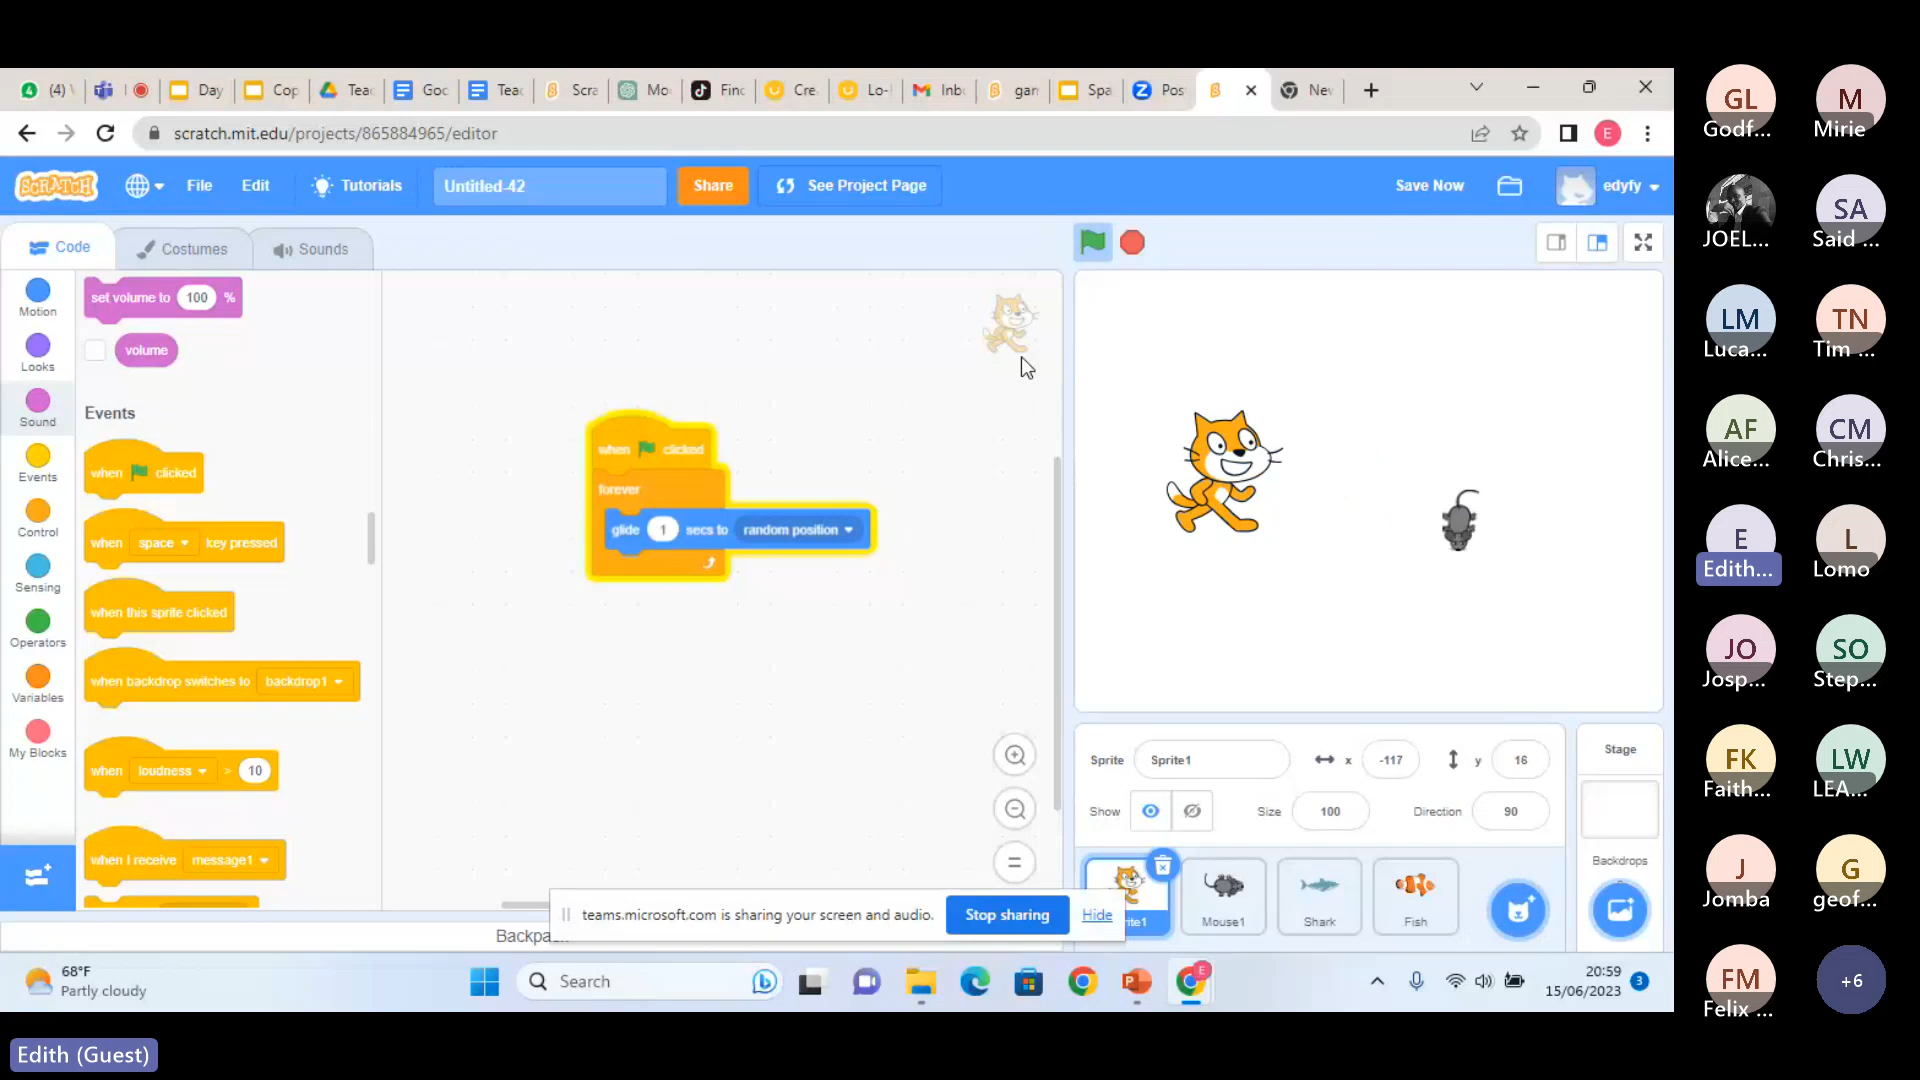 (4) Day Cop Teac Goc Teac Scra Mo Finc Cre Lo- Inb gan Spa Pos Nev
scratch.mit.edu/projects/865884965/editor E
SCRATCH File Edit Tutorials Untitled-42 Share See Project Page Save Now edyfy
Code Costumes Sounds
Motion
Looks
Sound
Events
Control
Sensing
Operators
Variables
My Blocks
set volume to 100 %
volume
Events
when clicked
when space key pressed
when this sprite clicked
when backdrop switches to backdrop1
when loudness > 10
when I receive message1
when clicked
forever
glide 1 secs to random position
Sprite Sprite1 x -117 y 16
Show Size 100 Direction 90
Mouse1 Shark Fish
Stage
Backdrops
teams.microsoft.com is sharing your screen and audio. Stop sharing Hide
68°F
Partly cloudy
Search
20:59
15/06/2023
3
GL
Godf...
M
Mirie
JOEL...
SA
Said ...
LM
Luca...
TN
Tim ...
AF
Alice...
CM
Chris...
E
Edith...
L
Lomo
JO
Josp...
SO
Step...
FK
Faith...
LW
LEA...
J
Jomba
G
geof...
FM
Felix ...
+6
Edith (Guest)